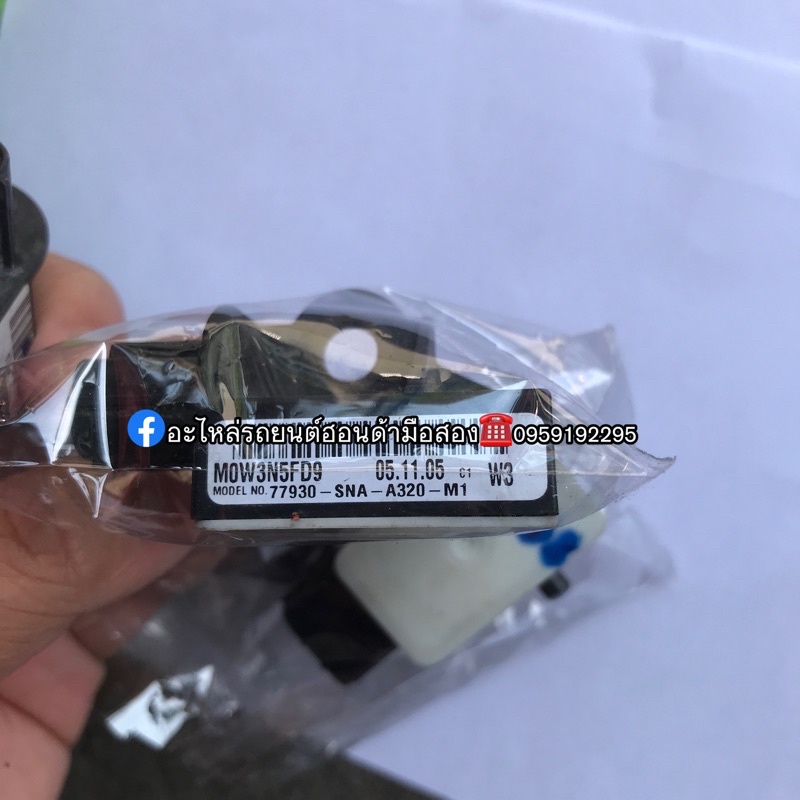 อะไหล่รถยนต์ฮอนด้ามือสอง☎️0959192295
M0W3N5FD9 05.11.05 C1 W3
MODEL NO. 77930-SNA-A320-M1